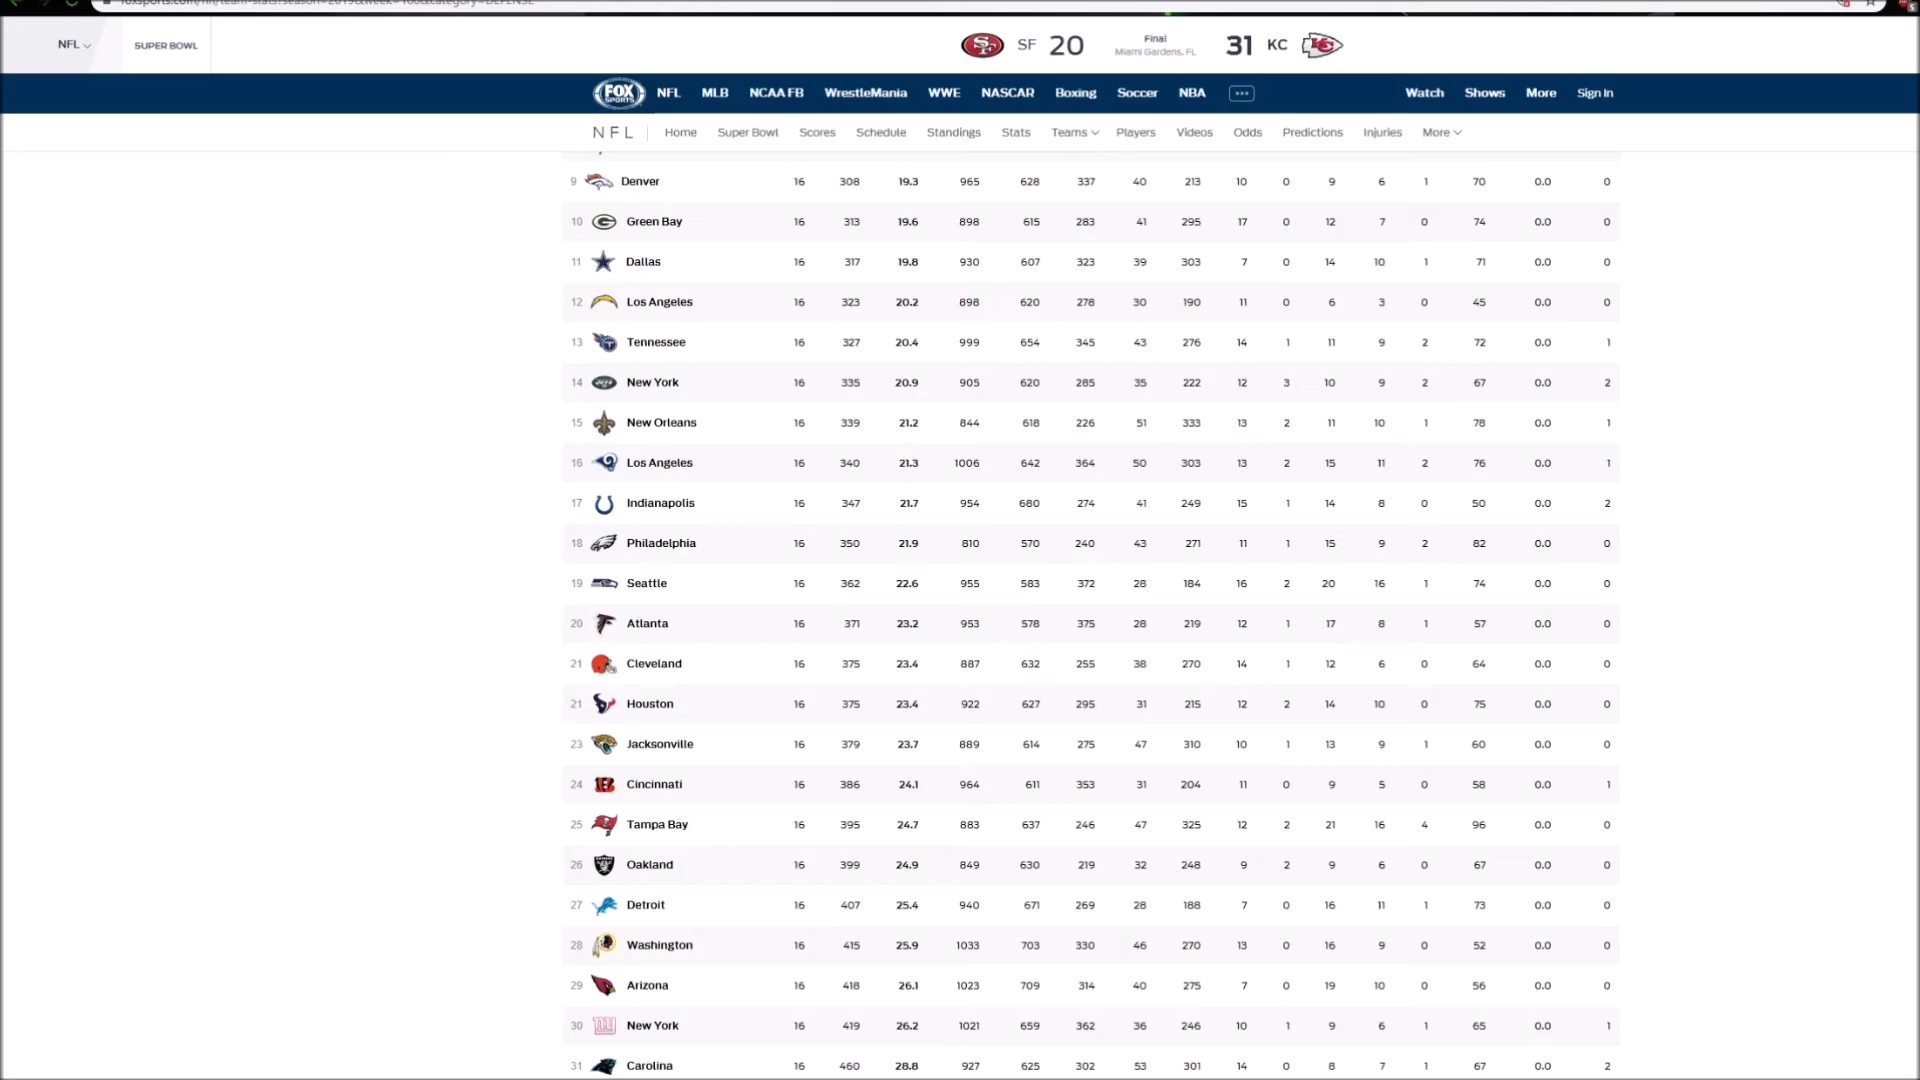 NFL
SUPER BOWL
SF 20 Final Miami Gardens, FL 31 KC
FOX SPORTS NFL MLB NCAA FB WrestleMania WWE NASCAR Boxing Soccer NBA Watch Shows More Sign In
NFL Home Super Bowl Scores Schedule Standings Stats Teams Players Videos Odds Predictions Injuries More
9 Denver 16 308 19.3 965 628 337 40 213 10 0 9 6 1 70 0.0 0
10 Green Bay 16 313 19.6 898 615 283 41 295 17 0 12 7 0 74 0.0 0
11 Dallas 16 317 19.8 930 607 323 39 303 7 0 14 10 1 71 0.0 0
12 Los Angeles 16 323 20.2 898 620 278 30 190 11 0 6 3 0 45 0.0 0
13 Tennessee 16 327 20.4 999 654 345 43 276 14 1 11 9 2 72 0.0 1
14 New York 16 335 20.9 905 620 285 35 222 12 3 10 9 2 67 0.0 2
15 New Orleans 16 339 21.2 844 618 226 51 333 13 2 11 10 1 78 0.0 1
16 Los Angeles 16 340 21.3 1006 642 364 50 303 13 2 15 11 2 76 0.0 1
17 Indianapolis 16 347 21.7 954 680 274 41 249 15 1 14 8 0 50 0.0 2
18 Philadelphia 16 350 21.9 810 570 240 43 271 11 1 15 9 2 82 0.0 0
19 Seattle 16 362 22.6 955 583 372 28 184 16 2 20 16 1 74 0.0 0
20 Atlanta 16 371 23.2 953 578 375 28 219 12 1 17 8 1 57 0.0 0
21 Cleveland 16 375 23.4 887 632 255 38 270 14 1 12 6 0 64 0.0 0
21 Houston 16 375 23.4 922 627 295 31 215 12 2 14 10 0 75 0.0 0
23 Jacksonville 16 379 23.7 889 614 275 47 310 10 1 13 9 1 60 0.0 0
24 Cincinnati 16 386 24.1 964 611 353 31 204 11 0 9 5 0 58 0.0 1
25 Tampa Bay 16 395 24.7 883 637 246 47 325 12 2 21 16 4 96 0.0 0
26 Oakland 16 399 24.9 849 630 219 32 248 9 2 9 6 0 67 0.0 0
27 Detroit 16 407 25.4 940 671 269 28 188 7 0 16 11 1 73 0.0 0
28 Washington 16 415 25.9 1033 703 330 46 270 13 0 16 9 0 52 0.0 0
29 Arizona 16 418 26.1 1023 709 314 40 275 7 0 19 10 0 56 0.0 0
30 New York 16 419 26.2 1021 659 362 36 246 10 1 9 6 1 65 0.0 1
31 Carolina 16 460 28.8 927 625 302 53 301 14 0 8 7 1 67 0.0 2